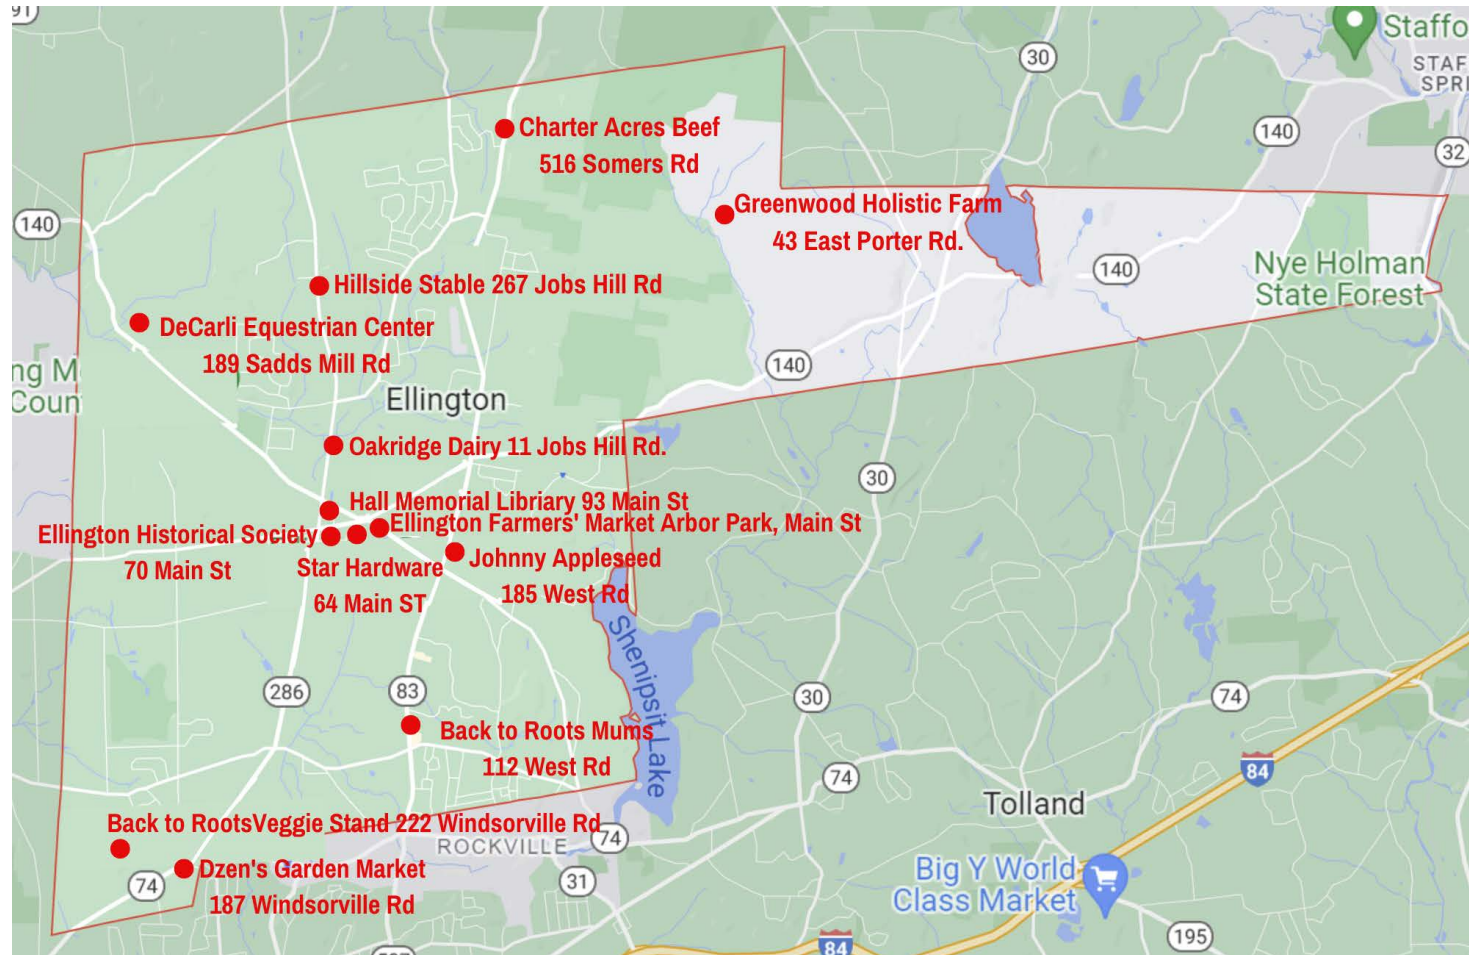 91
Staffo
STAF
SPRI
30
140
32
Charter Acres Beef
516 Somers Rd
140
Greenwood Holistic Farm
43 East Porter Rd.
140
Nye Holman
State Forest
Hillside Stable 267 Jobs Hill Rd
DeCarli Equestrian Center
189 Sadds Mill Rd
140
ng M
Coun
Ellington
Oakridge Dairy 11 Jobs Hill Rd.
30
Hall Memorial Libriary 93 Main St
Ellington Farmers' Market Arbor Park, Main St
Ellington Historical Society
70 Main St
Star Hardware
64 Main ST
Johnny Appleseed
185 West Rd
Shenipsit Lake
286
83
30
74
Back to Roots Mums
112 West Rd
84
74
Tolland
Back to RootsVeggie Stand 222 Windsorville Rd
ROCKVILLE
74
Dzen's Garden Market
187 Windsorville Rd
74
31
Big Y World
Class Market
195
84